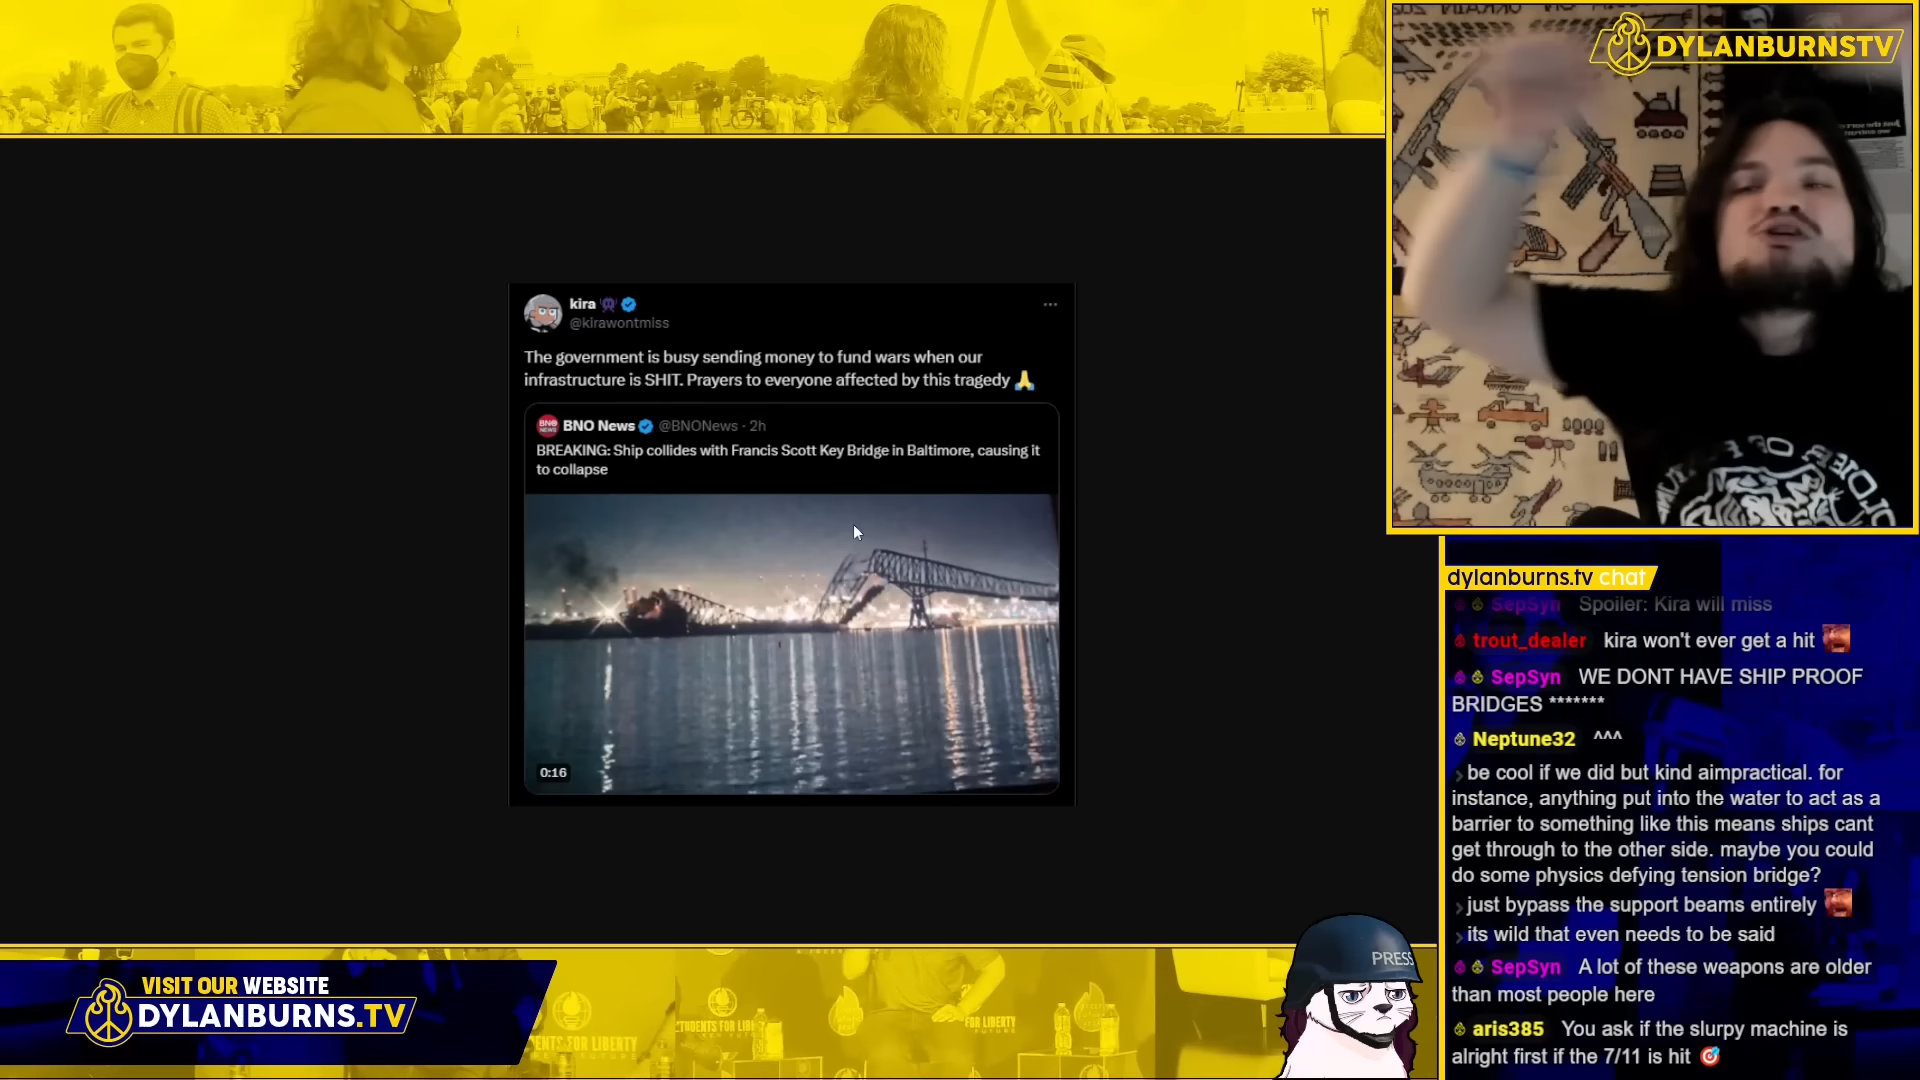 DYLANBURNSTV
kira
@kirawontmiss
The government is busy sending money to fund wars when our
infrastructure is SHIT. Prayers to everyone affected by this tragedy 🙏
BNO News @BNONews · 2h
BREAKING: Ship collides with Francis Scott Key Bridge in Baltimore, causing it
to collapse
0:16
dylanburns.tv chat
SepSyn Spoiler: Kira will miss
trout_dealer kira won't ever get a hit
SepSyn WE DONT HAVE SHIP PROOF
BRIDGES *******
Neptune32 ^^^
be cool if we did but kind aimpractical. for
instance, anything put into the water to act as a
barrier to something like this means ships cant
get through to the other side. maybe you could
do some physics defying tension bridge?
just bypass the support beams entirely
its wild that even needs to be said
SepSyn A lot of these weapons are older
than most people here
aris385 You ask if the slurpy machine is
alright first if the 7/11 is hit 🎯
PRESS
VISIT OUR WEBSITE
DYLANBURNS.TV
FOR LIBERTY